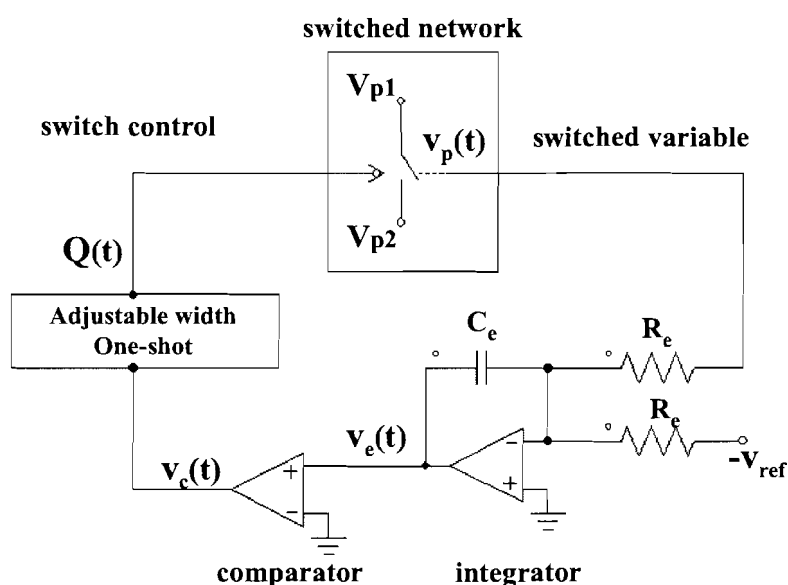 switched network
Vp1
switch control
vp(t)
switched variable
Vp2
Q(t)
Adjustable width
One-shot
Ce
Re
Re
ve(t)
-
+
-vref
vc(t)
+
-
comparator
integrator